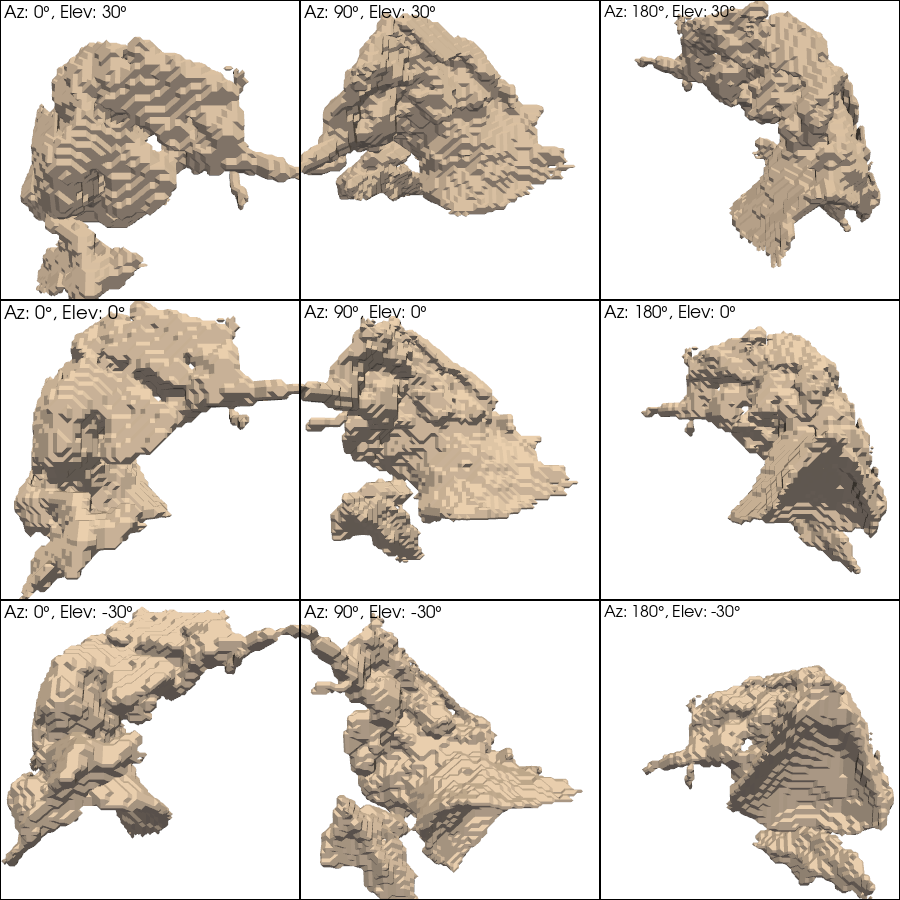 Az: 0°, Elev: 30°
Az: 90°, Elev: 30°
Az: 180°, Elev: 30°
Az: 0°, Elev: 0°
Az: 90°, Elev: 0°
Az: 180°, Elev: 0°
Az: 0°, Elev: -30°
Az: 90°, Elev: -30°
Az: 180°, Elev: -30°